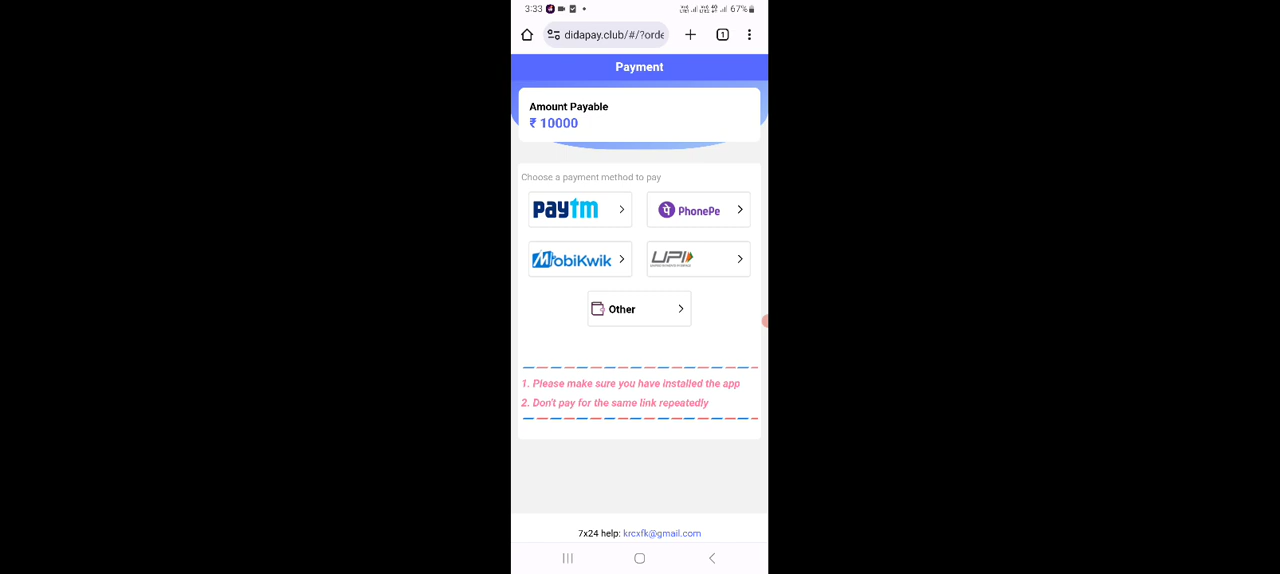 3:33 67%
didapay.club/#/?orde
1
Payment
Amount Payable
₹ 10000
Choose a payment method to pay
paytm PhonePe
MobiKwik UPI
Other
1. Please make sure you have installed the app
2. Don't pay for the same link repeatedly
7x24 help: krcxfk@gmail.com